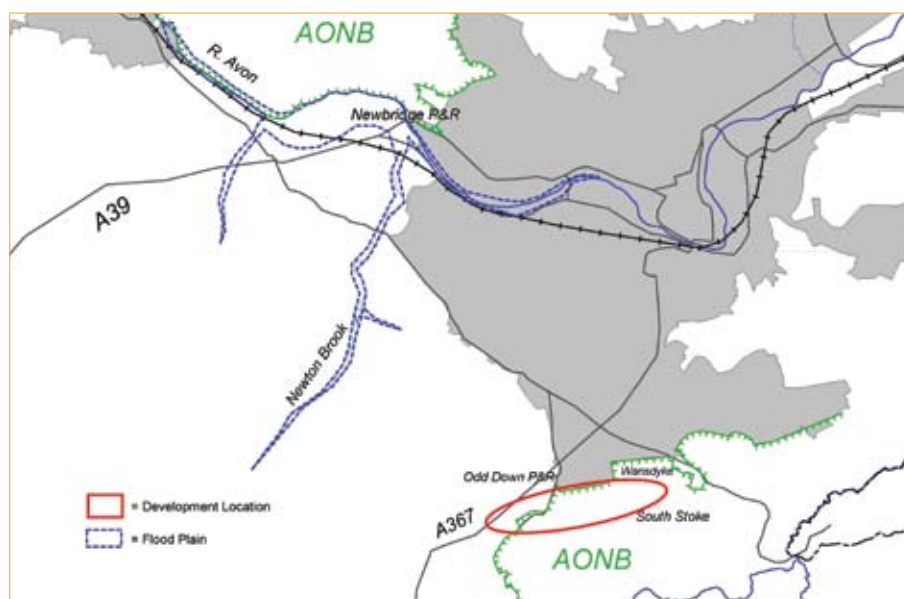 AONB
R. Avon
Newbridge P&R
A39
Newton Brook
Odd Down P&R
Wansdyke
= Development Location
South Stoke
A367
= Flood Plain
AONB